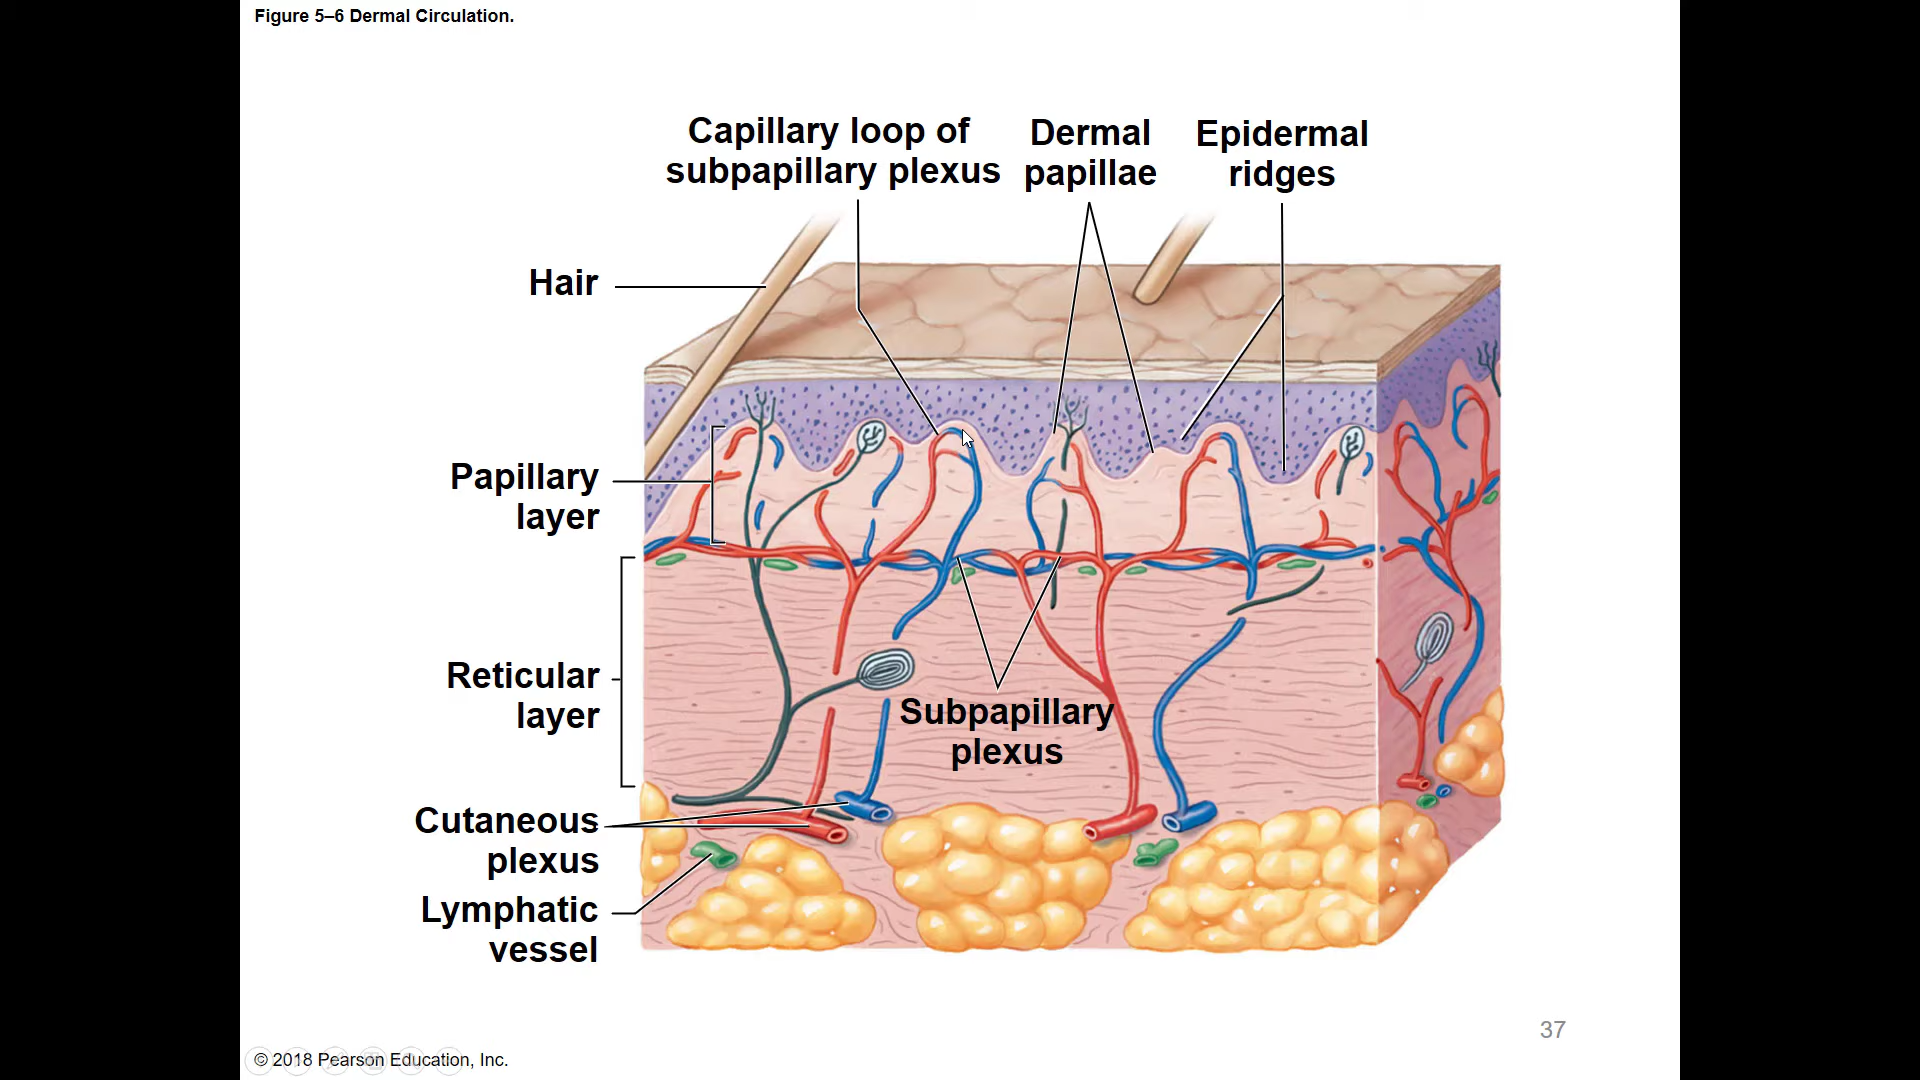 Figure 5–6 Dermal Circulation.
Capillary loop of
subpapillary plexus
Dermal
papillae
Epidermal
ridges
Hair
Papillary
layer
Reticular
layer
Subpapillary
plexus
Cutaneous
plexus
Lymphatic
vessel
37
© 2018 Pearson Education, Inc.